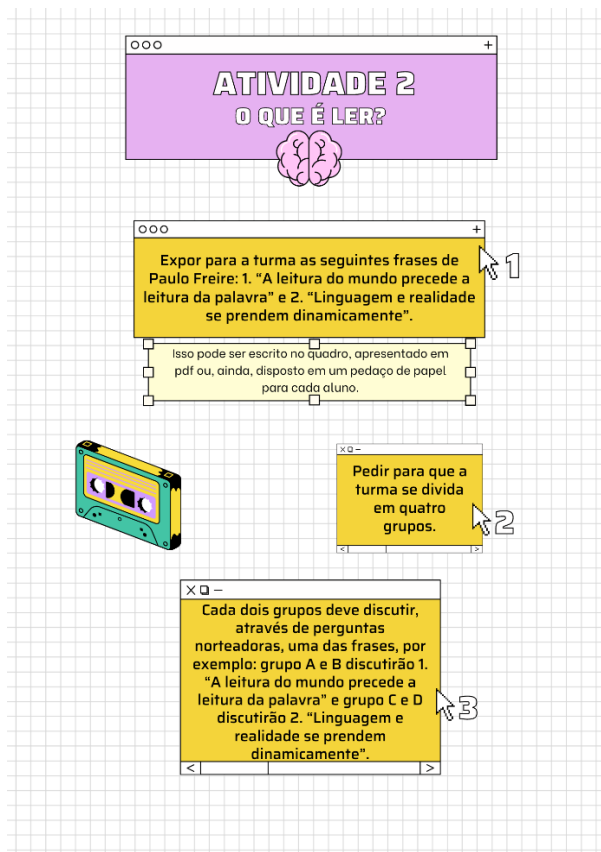 ATIVIDADE 2
O QUE É LER?
Expor para a turma as seguintes frases de
Paulo Freire: 1. “A leitura do mundo precede a
leitura da palavra” e 2. “Linguagem e realidade
se prendem dinamicamente”.
1
Isso pode ser escrito no quadro, apresentado em
pdf ou, ainda, disposto em um pedaço de papel
para cada aluno.
Pedir para que a
turma se divida
em quatro
grupos.
2
Cada dois grupos deve discutir,
através de perguntas
norteadoras, uma das frases, por
exemplo: grupo A e B discutirão 1.
“A leitura do mundo precede a
leitura da palavra” e grupo C e D
discutirão 2. “Linguagem e
realidade se prendem
dinamicamente”.
3